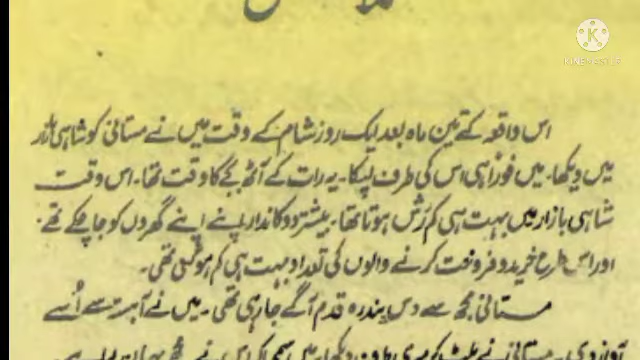 اس واقعہ کے تین ماہ بعد ایک روز شام کے وقت میں نے مستانی کو شاہی بازار
میں دیکھا۔ میں فوراً ہی اس کی طرف لپکا۔ یہ رات کے آٹھ بجے کا وقت تھا۔ اس وقت
شاہی بازار میں بہت ہی کم رش ہوتا تھا۔ بیشتر دوکاندار اپنے اپنے گھروں کو جا چکے تھے
اور اس طرح خرید و فروخت کرنے والوں کی تعداد بہت ہی کم ہو گئی تھی۔
مستانی مجھ سے دس پندرہ قدم آگے جا رہی تھی۔ میں نے آہستہ سے اُسے
KINEMASTER